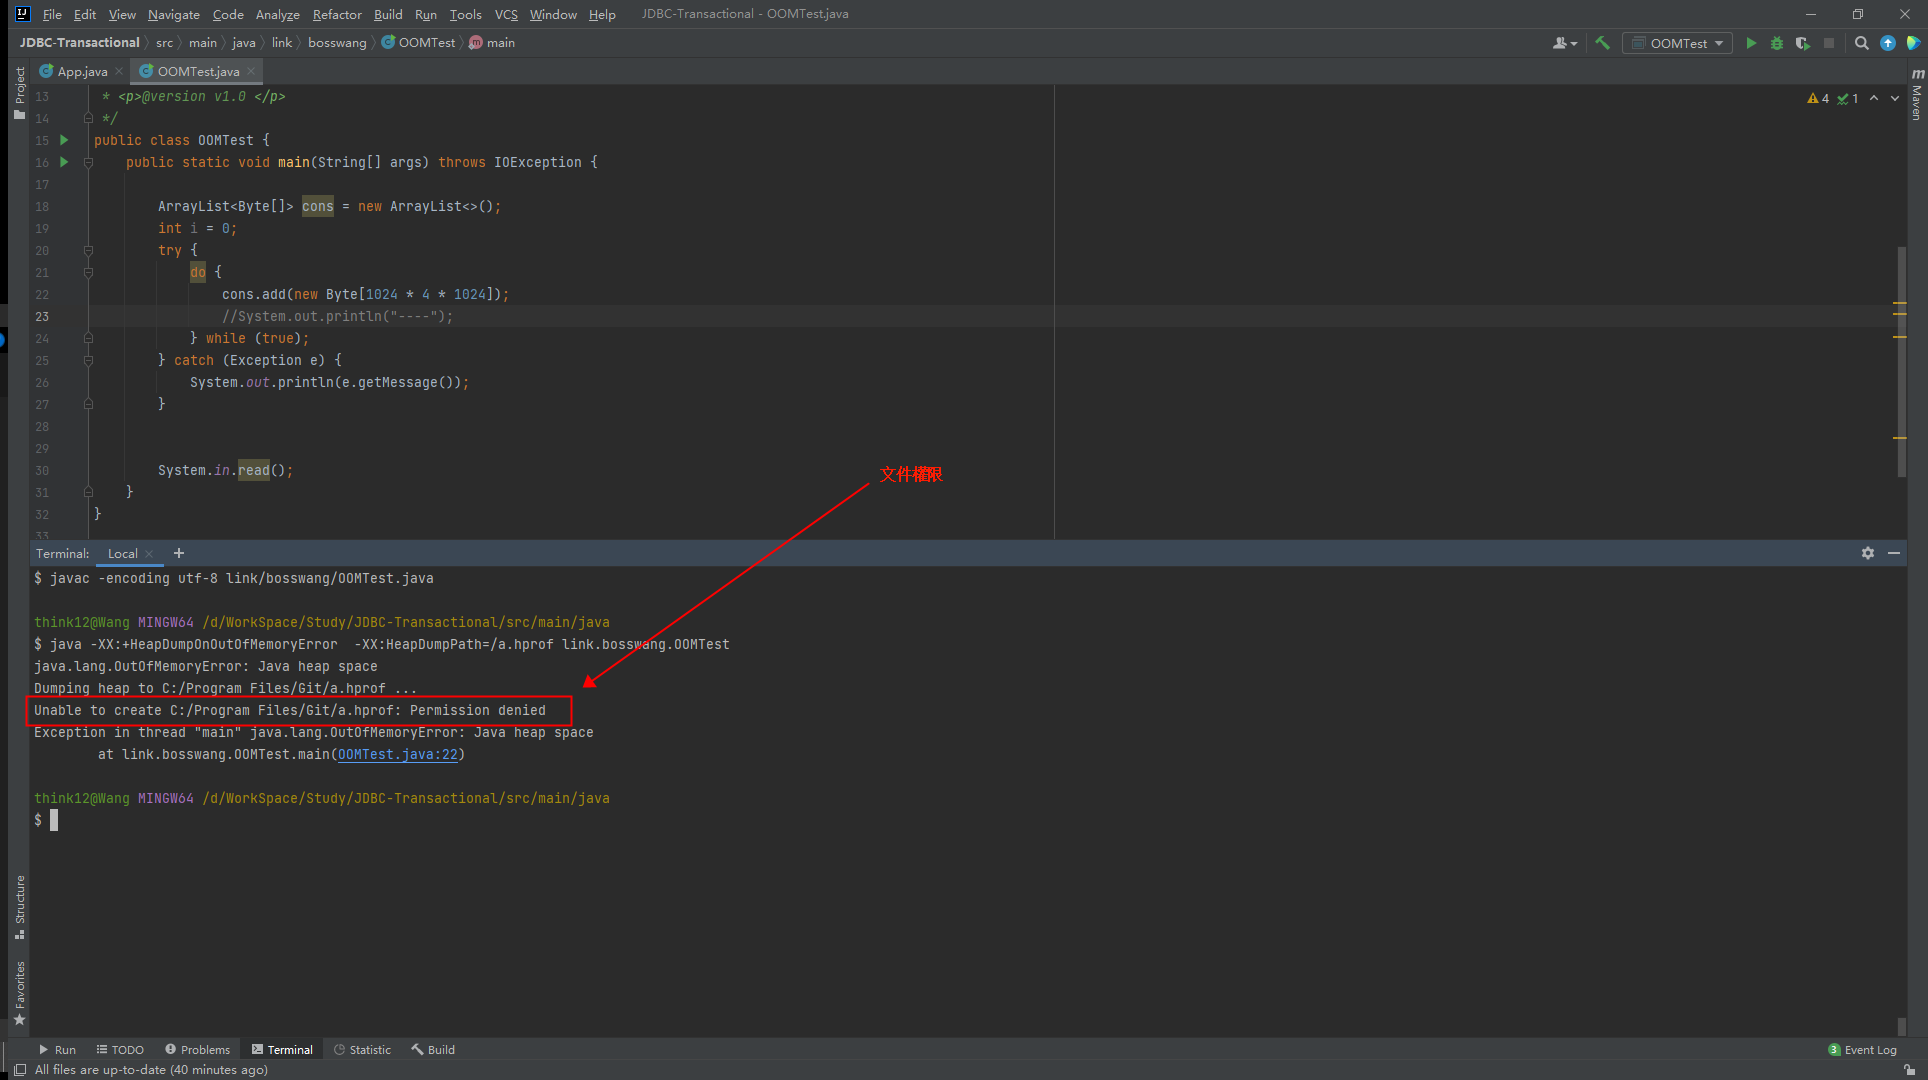 File Edit View Navigate Code Analyze Refactor Build Run Tools VCS Window Help JDBC-Transactional - OOMTest.java
JDBC-Transactional src main java link bosswang OOMTest main OOMTest
App.java OOMTest.java
Project
Maven
4 1
13 * <p>@version v1.0 </p>
14 */
15 public class OOMTest {
16 public static void main(String[] args) throws IOException {
17
18 ArrayList<Byte[]> cons = new ArrayList<>();
19 int i = 0;
20 try {
21 do {
22 cons.add(new Byte[1024 * 4 * 1024]);
23 //System.out.println("----");
24 } while (true);
25 } catch (Exception e) {
26 System.out.println(e.getMessage());
27 }
28
29
30 System.in.read();
31 }
32 }
33
文件权限
Terminal: Local
$ javac -encoding utf-8 link/bosswang/OOMTest.java
think12@Wang MINGW64 /d/WorkSpace/Study/JDBC-Transactional/src/main/java
$ java -XX:+HeapDumpOnOutOfMemoryError  -XX:HeapDumpPath=/a.hprof link.bosswang.OOMTest
java.lang.OutOfMemoryError: Java heap space
Dumping heap to C:/Program Files/Git/a.hprof ...
Unable to create C:/Program Files/Git/a.hprof: Permission denied
Exception in thread "main" java.lang.OutOfMemoryError: Java heap space
at link.bosswang.OOMTest.main(OOMTest.java:22)
think12@Wang MINGW64 /d/WorkSpace/Study/JDBC-Transactional/src/main/java
$
Structure
Favorites
Run TODO Problems Terminal Statistic Build 3 Event Log
All files are up-to-date (40 minutes ago)